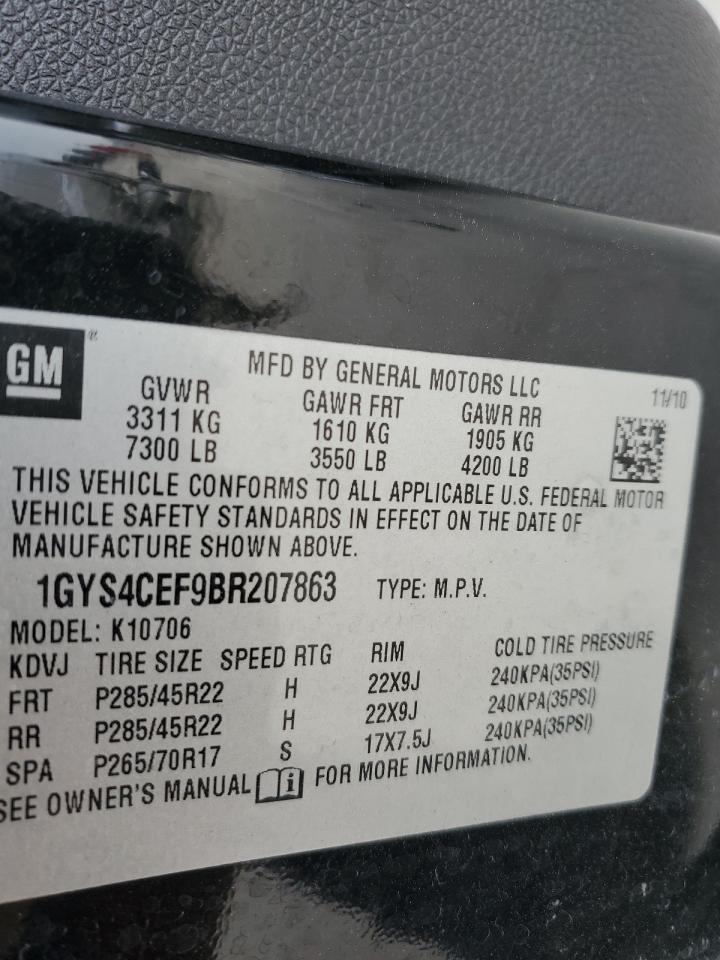 GM®
MFD BY GENERAL MOTORS LLC
11/10
GVWR GAWR FRT GAWR RR
3311 KG 1610 KG 1905 KG
7300 LB 3550 LB 4200 LB
THIS VEHICLE CONFORMS TO ALL APPLICABLE U.S. FEDERAL MOTOR
VEHICLE SAFETY STANDARDS IN EFFECT ON THE DATE OF
MANUFACTURE SHOWN ABOVE.
1GYS4CEF9BR207863 TYPE: M.P.V.
MODEL: K10706
KDVJ TIRE SIZE SPEED RTG RIM COLD TIRE PRESSURE
FRT P285/45R22 H 22X9J 240KPA(35PSI)
RR P285/45R22 H 22X9J 240KPA(35PSI)
SPA P265/70R17 S 17X7.5J 240KPA(35PSI)
SEE OWNER'S MANUAL i FOR MORE INFORMATION.